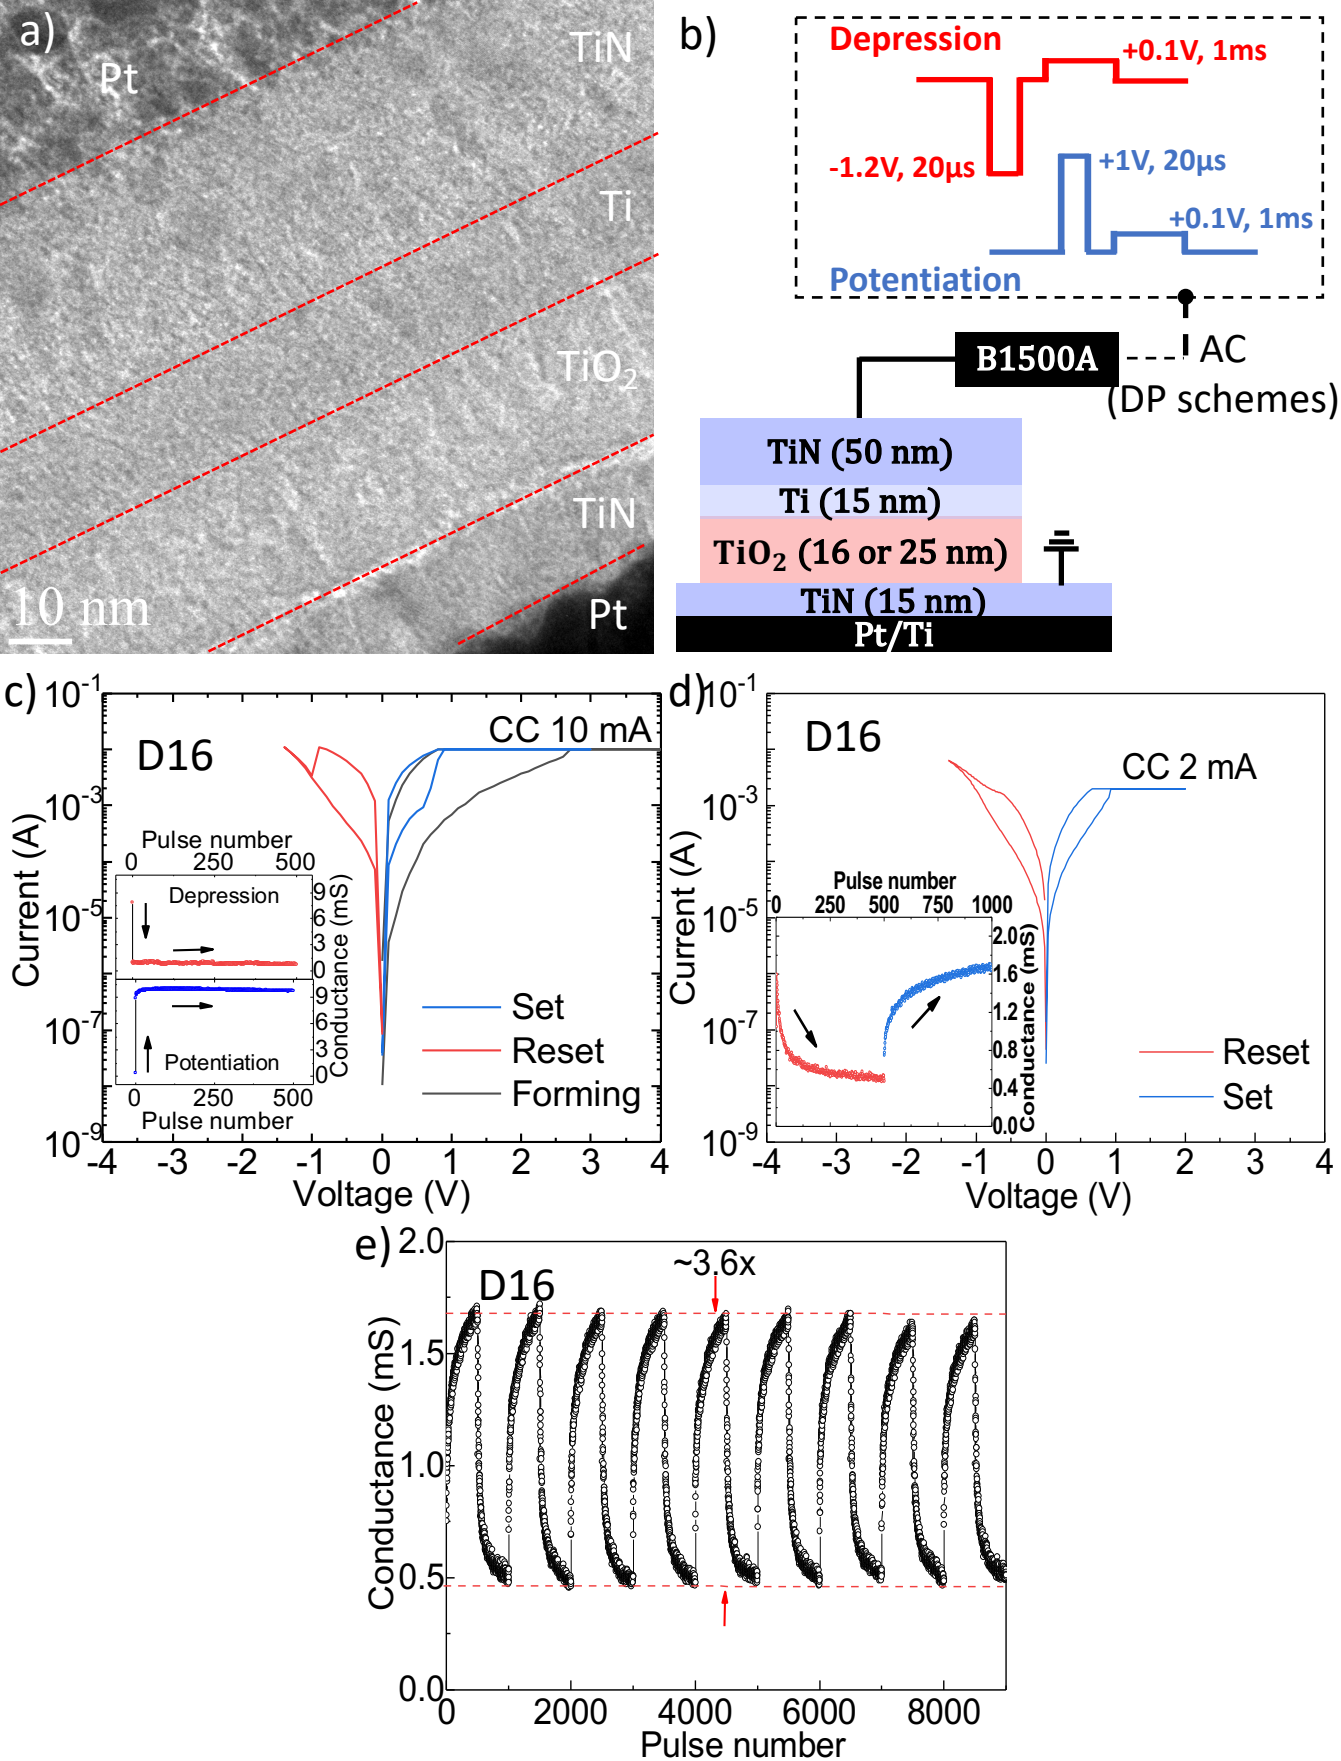 a)
Pt
TiN
Ti
TiO₂
TiN
Pt
10 nm
b)
Depression
+0.1V, 1ms
-1.2V, 20µs
+1V, 20µs
+0.1V, 1ms
Potentiation
B1500A
AC
(DP schemes)
TiN (50 nm)
Ti (15 nm)
TiO₂ (16 or 25 nm)
TiN (15 nm)
Pt/Ti
c)
D16
CC 10 mA
10⁻¹
10⁻³
10⁻⁵
10⁻⁷
10⁻⁹
Current (A)
Pulse number
0 250 500
Depression
9
6
3
0
Conductance (mS)
9
6
3
0
Potentiation
0 250 500
Pulse number
Set
Reset
Forming
-4 -3 -2 -1 0 1 2 3 4
Voltage (V)
d)
D16
CC 2 mA
10⁻¹
10⁻³
10⁻⁵
10⁻⁷
10⁻⁹
Current (A)
Pulse number
0 250 500 750 1000
2.0
1.6
1.2
0.8
0.4
0.0
Conductance (mS)
Reset
Set
-4 -3 -2 -1 0 1 2 3 4
Voltage (V)
e)
D16
~3.6x
2.0
1.5
1.0
0.5
0.0
Conductance (mS)
0 2000 4000 6000 8000
Pulse number